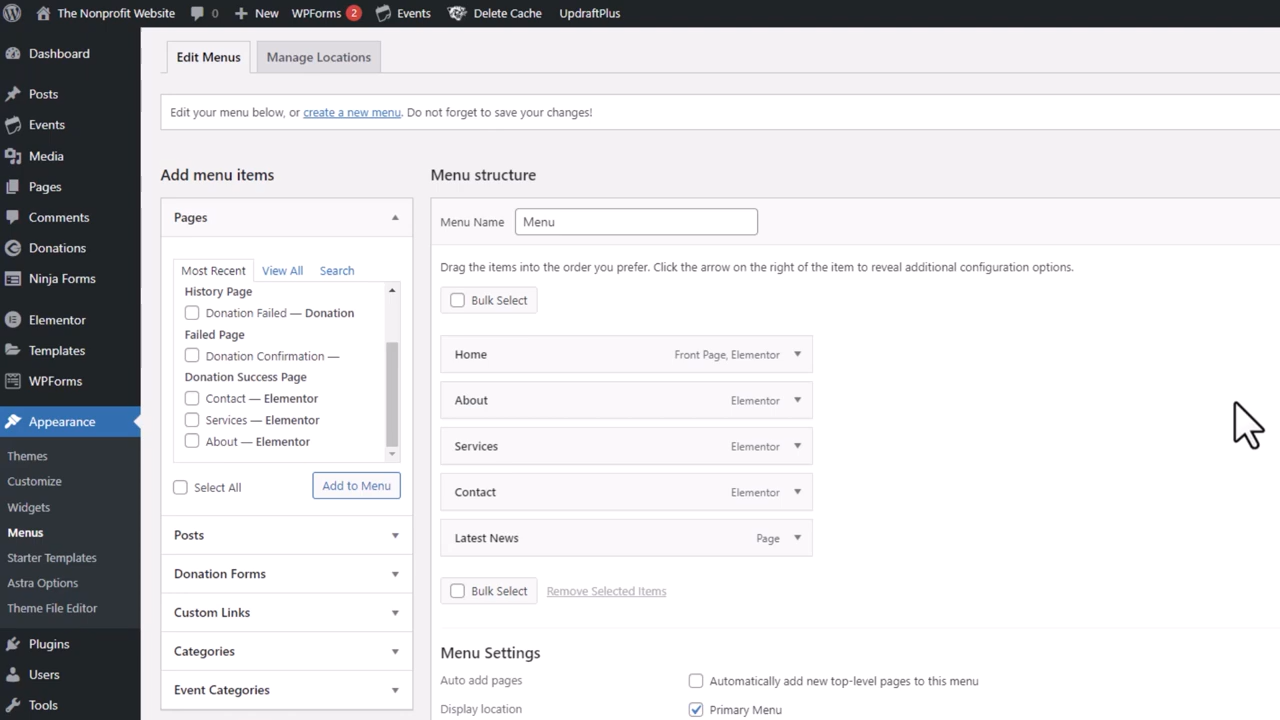 The Nonprofit Website 0 New WPForms 2 Events Delete Cache UpdraftPlus
Dashboard
Posts
Events
Media
Pages
Comments
Donations
Ninja Forms
Elementor
Templates
WPForms
Appearance
Themes
Customize
Widgets
Menus
Starter Templates
Astra Options
Theme File Editor
Plugins
Users
Tools
Edit Menus Manage Locations
Edit your menu below, or create a new menu. Do not forget to save your changes!
Add menu items
Pages
Most Recent View All Search
History Page
Donation Failed — Donation
Failed Page
Donation Confirmation —
Donation Success Page
Contact — Elementor
Services — Elementor
About — Elementor
Select All Add to Menu
Posts
Donation Forms
Custom Links
Categories
Event Categories
Menu structure
Menu Name Menu
Drag the items into the order you prefer. Click the arrow on the right of the item to reveal additional configuration options.
Bulk Select
Home Front Page, Elementor
About Elementor
Services Elementor
Contact Elementor
Latest News Page
Bulk Select Remove Selected Items
Menu Settings
Auto add pages Automatically add new top-level pages to this menu
Display location Primary Menu